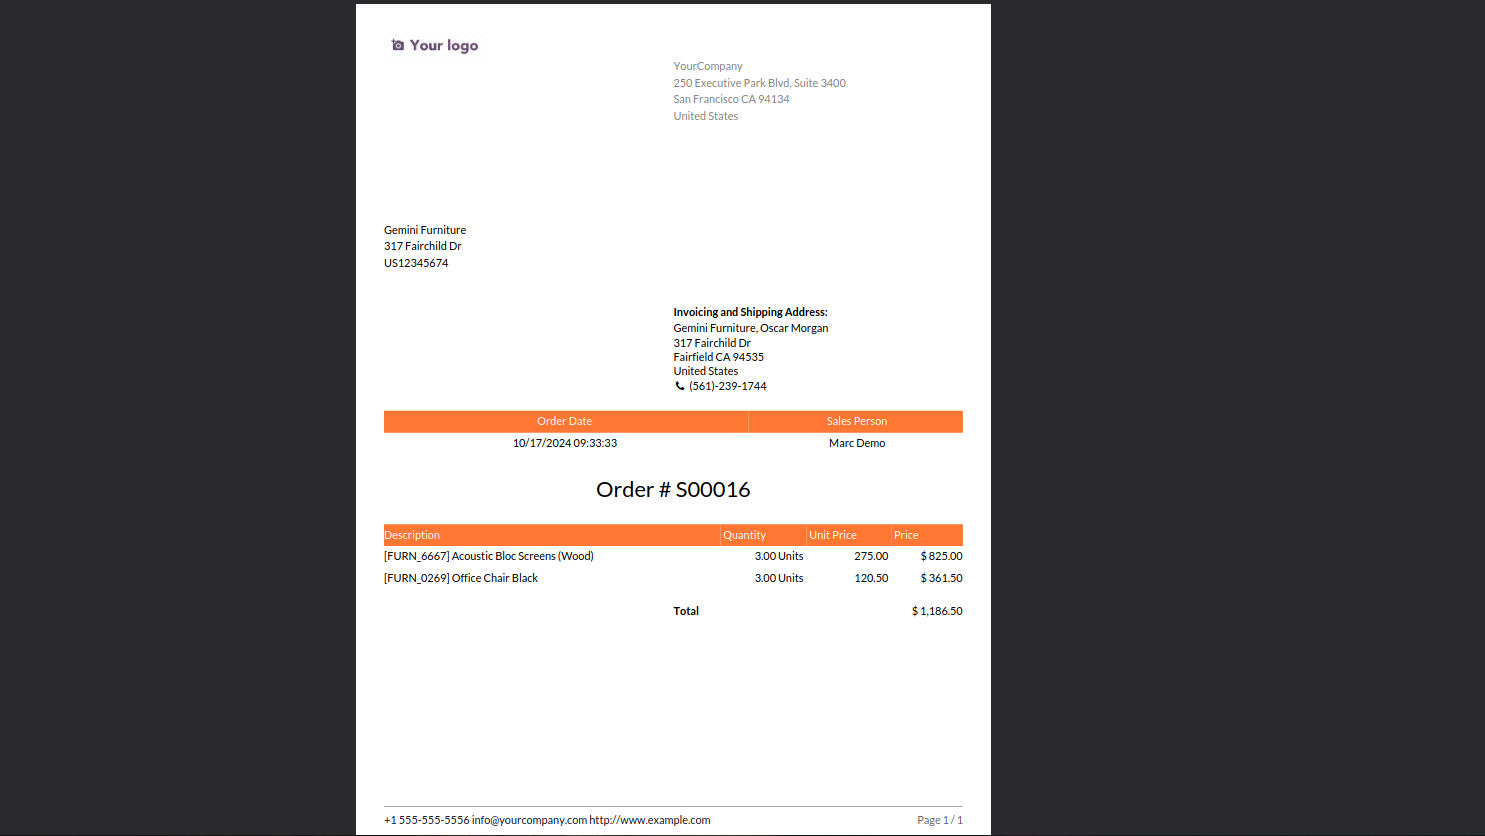 Your logo
YourCompany
250 Executive Park Blvd, Suite 3400
San Francisco CA 94134
United States
Gemini Furniture
317 Fairchild Dr
US12345674
Invoicing and Shipping Address:
Gemini Furniture, Oscar Morgan
317 Fairchild Dr
Fairfield CA 94535
United States
(561)-239-1744
Order Date Sales Person
10/17/2024 09:33:33 Marc Demo
Order # S00016
Description Quantity Unit Price Price
[FURN_6667] Acoustic Bloc Screens (Wood) 3.00 Units 275.00 $ 825.00
[FURN_0269] Office Chair Black 3.00 Units 120.50 $ 361.50
Total $ 1,186.50
+1 555-555-5556 info@yourcompany.com http://www.example.com Page 1 / 1